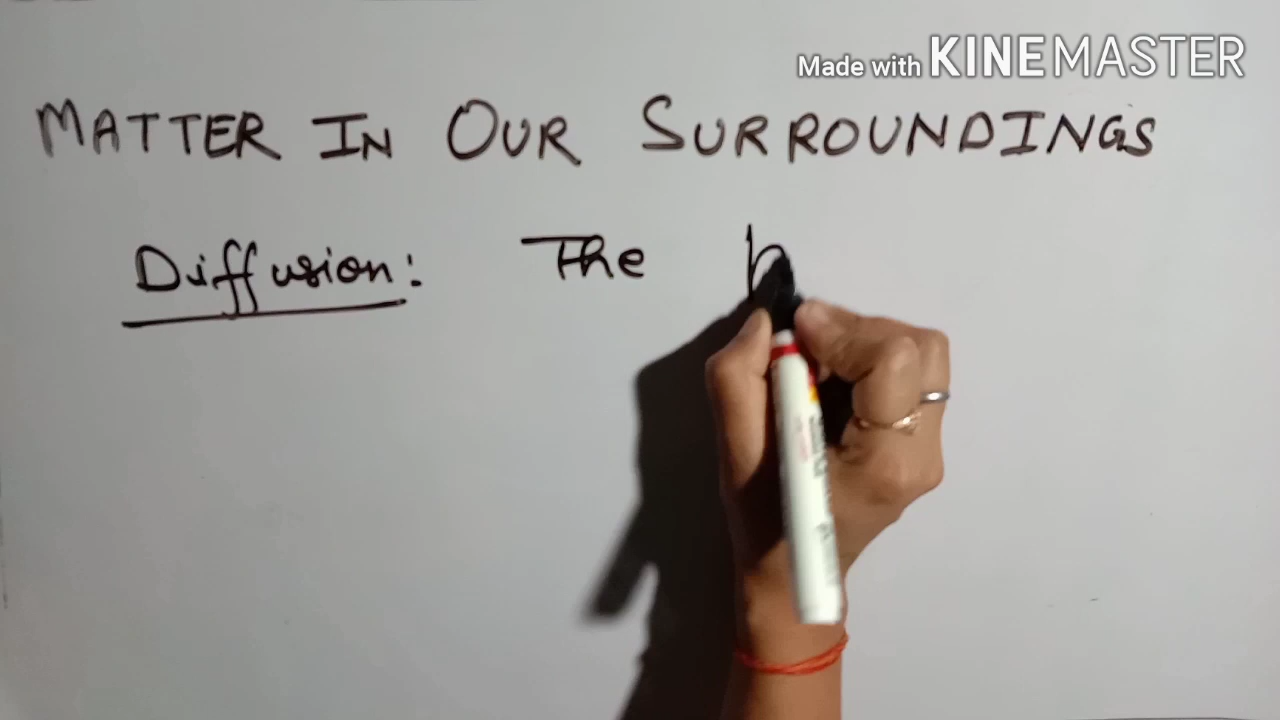 Made with KINEMASTER
MATTER IN OUR SURROUNDINGS
Diffusion: The p